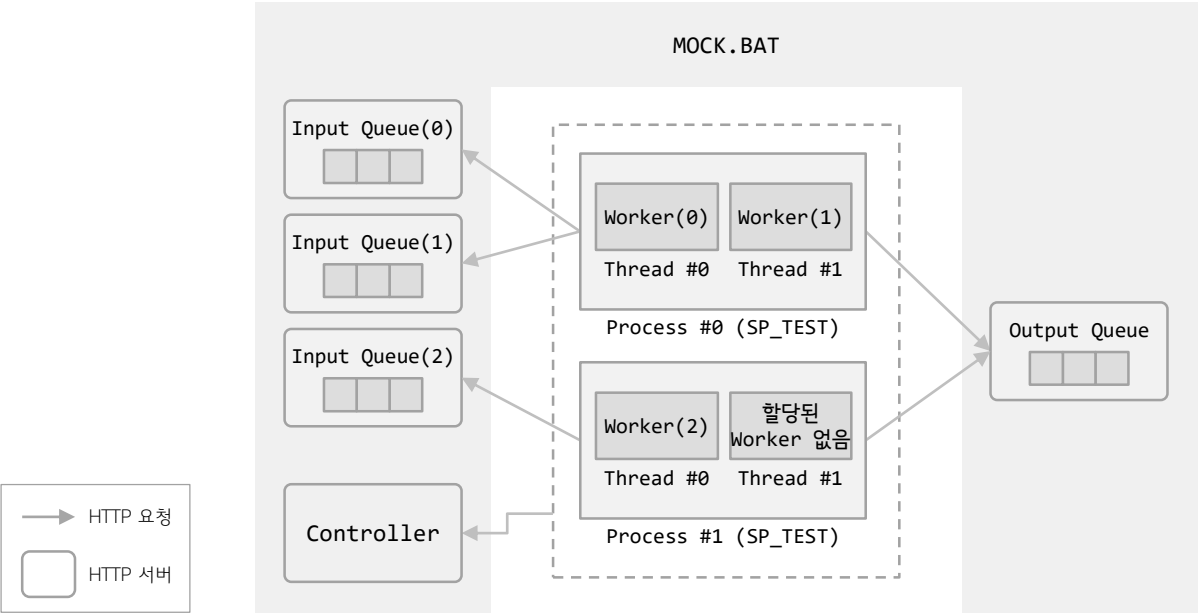 MOCK.BAT
Input Queue(0)
Input Queue(1)
Input Queue(2)
Controller
Worker(0) Worker(1)
Thread #0 Thread #1
Process #0 (SP_TEST)
Worker(2)
할당된
Worker 없음
Thread #0 Thread #1
Process #1 (SP_TEST)
Output Queue
HTTP 요청
HTTP 서버